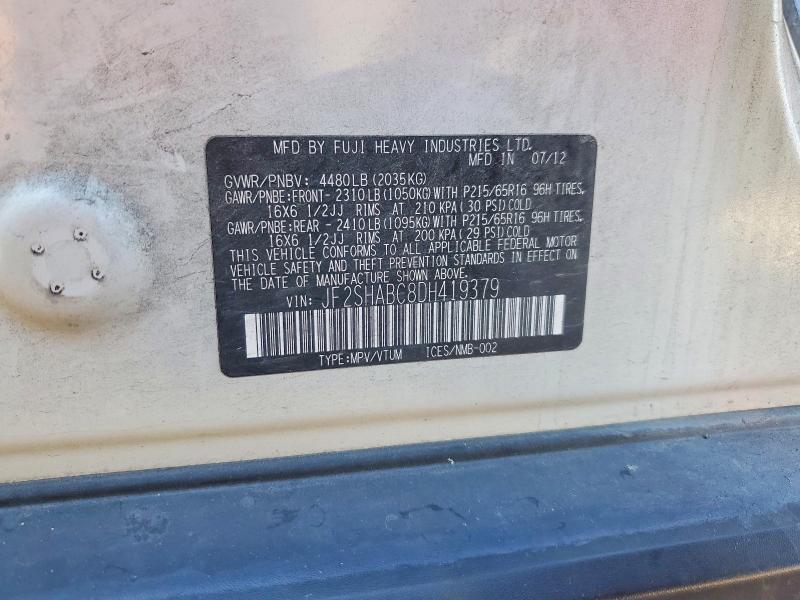 MFD BY FUJI HEAVY INDUSTRIES LTD.
MFD IN 07/12
GVWR/PNBV: 4480LB (2035KG)
GAWR/PNBE:FRONT- 2310LB (1050KG)WITH P215/65R16 96H TIRES,
16X6 1/2JJ RIMS AT 210 KPA (30 PSI)COLD
GAWR/PNBE:REAR - 2410LB (1095KG)WITH P215/65R16 96H TIRES,
16X6 1/2JJ RIMS AT 200 KPA (29 PSI)COLD
THIS VEHICLE CONFORMS TO ALL APPLICABLE FEDERAL MOTOR
VEHICLE SAFETY AND THEFT PREVENTION STANDARDS IN EFFECT ON
THE DATE OF MANUFACTURE SHOWN ABOVE.
VIN: JF2SHABC8DH419379
TYPE:MPV/VTUM ICES/NMB-002